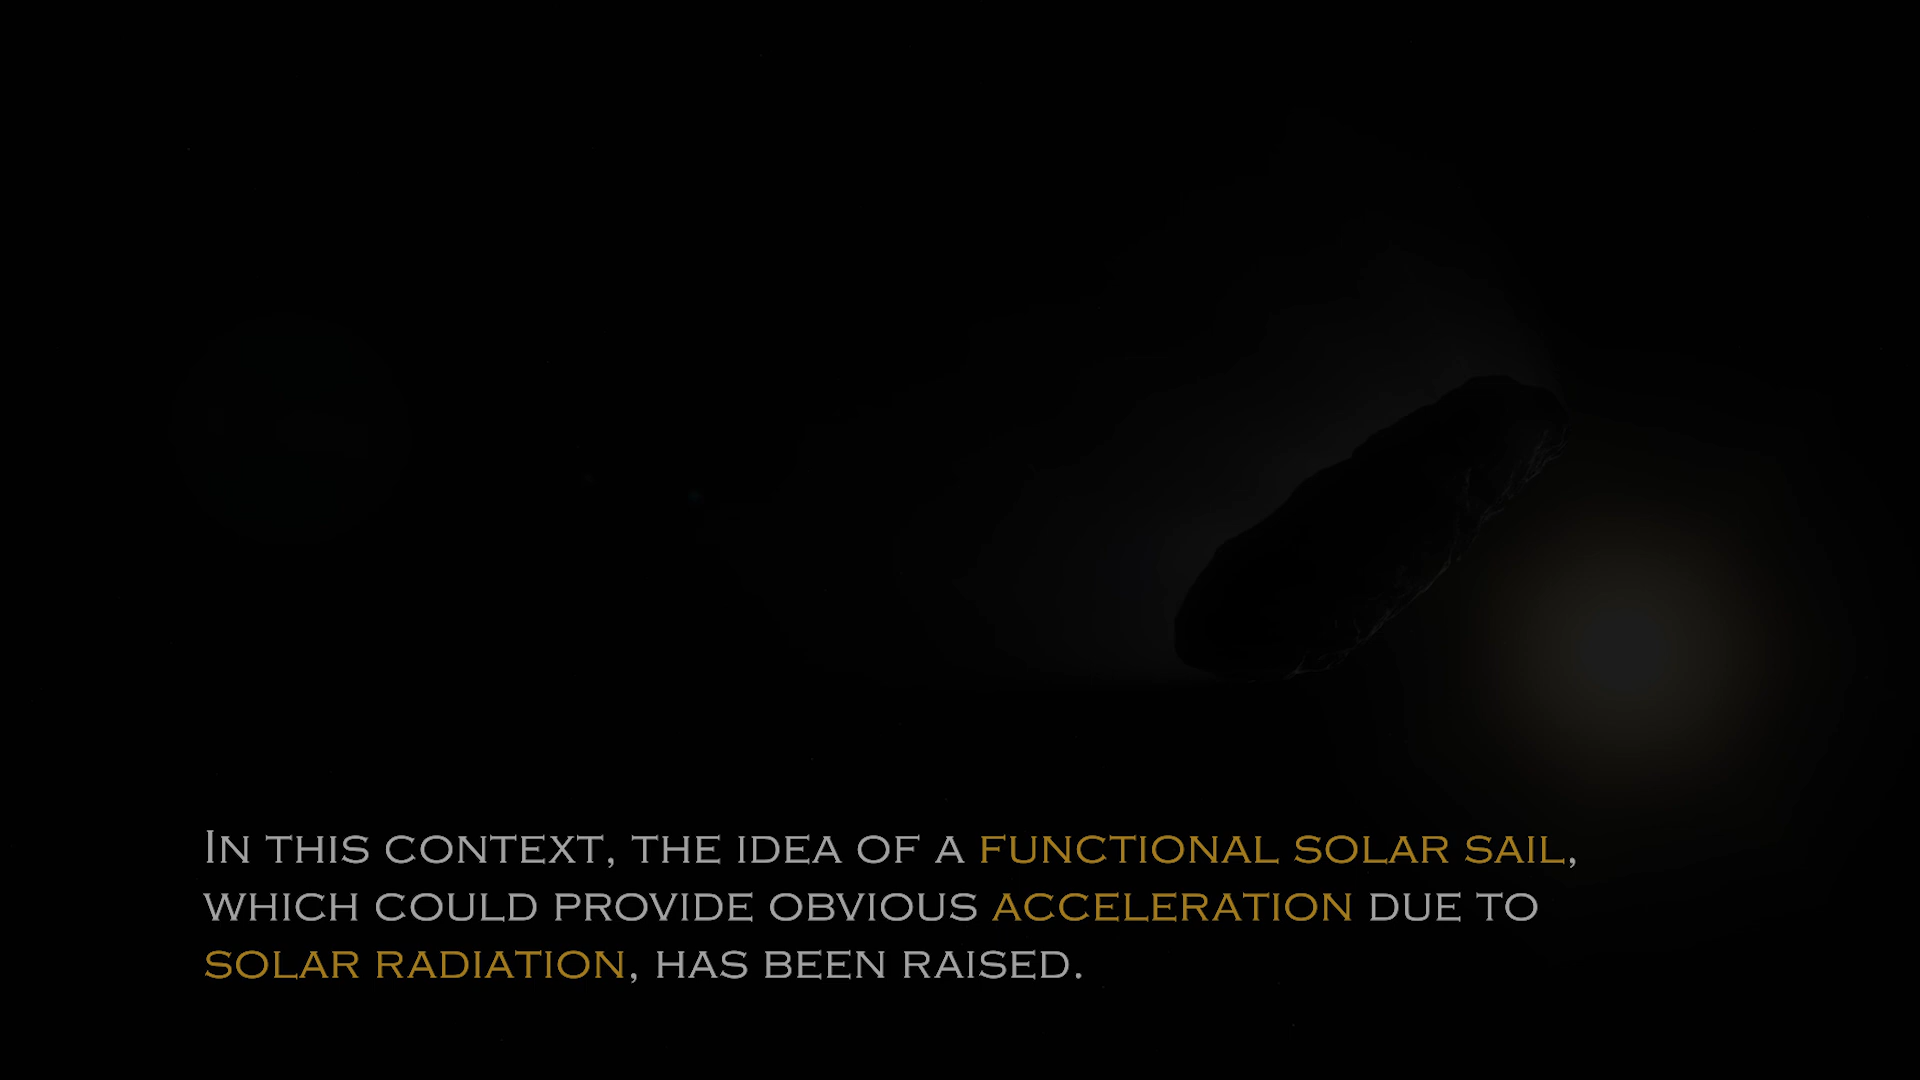 In this context, the idea of a functional solar sail,
which could provide obvious acceleration due to
solar radiation, has been raised.